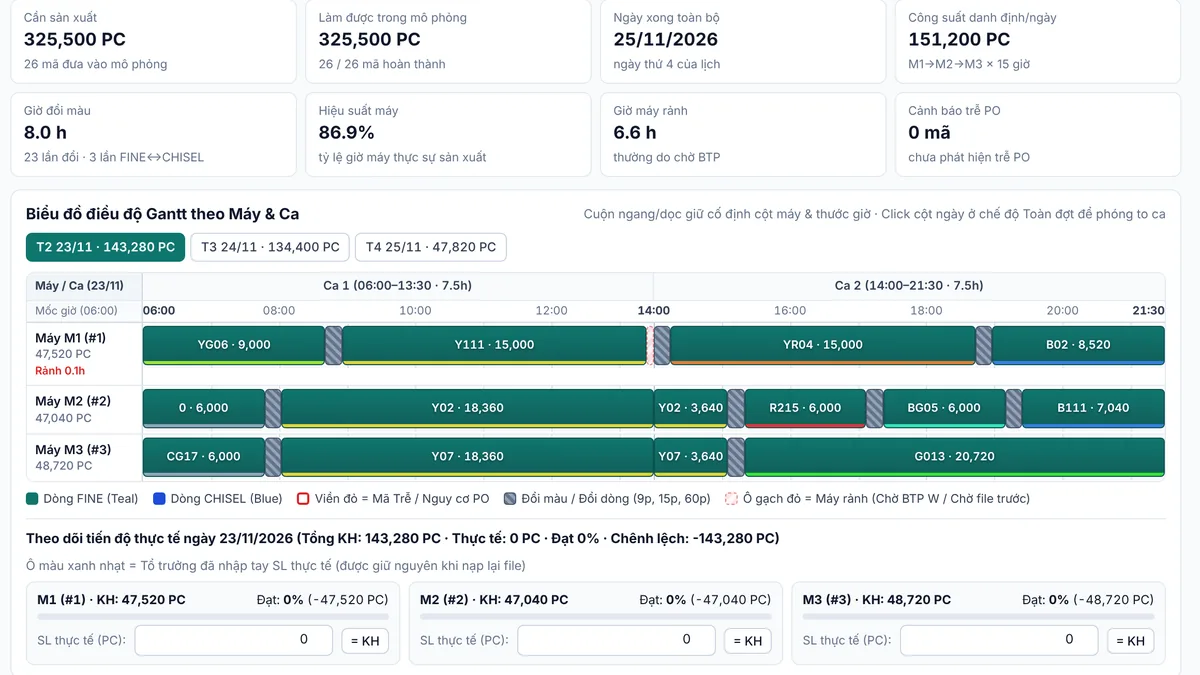 Cần sản xuất
325,500 PC
26 mã đưa vào mô phỏng
Làm được trong mô phỏng
325,500 PC
26 / 26 mã hoàn thành
Ngày xong toàn bộ
25/11/2026
ngày thứ 4 của lịch
Công suất danh định/ngày
151,200 PC
M1→M2→M3 × 15 giờ
Giờ đổi màu
8.0 h
23 lần đổi · 3 lần FINE↔CHISEL
Hiệu suất máy
86.9%
tỷ lệ giờ máy thực sự sản xuất
Giờ máy rảnh
6.6 h
thường do chờ BTP
Cảnh báo trễ PO
0 mã
chưa phát hiện trễ PO
Biểu đồ điều độ Gantt theo Máy & Ca
Cuộn ngang/dọc giữ cố định cột máy & thước giờ · Click cột ngày ở chế độ Toàn đợt để phóng to ca
T2 23/11 · 143,280 PC
T3 24/11 · 134,400 PC
T4 25/11 · 47,820 PC
Máy / Ca (23/11)
Ca 1 (06:00–13:30 · 7.5h)
Ca 2 (14:00–21:30 · 7.5h)
Mốc giờ (06:00)
06:00 08:00 10:00 12:00 14:00 16:00 18:00 20:00 21:30
Máy M1 (#1)
47,520 PC
Rảnh 0.1h
YG06 · 9,000
Y111 · 15,000
YR04 · 15,000
B02 · 8,520
Máy M2 (#2)
47,040 PC
0 · 6,000
Y02 · 18,360
Y02 · 3,640
R215 · 6,000
BG05 · 6,000
B111 · 7,040
Máy M3 (#3)
48,720 PC
CG17 · 6,000
Y07 · 18,360
Y07 · 3,640
G013 · 20,720
Dòng FINE (Teal)
Dòng CHISEL (Blue)
Viền đỏ = Mã Trễ / Nguy cơ PO
Đổi màu / Đổi dòng (9p, 15p, 60p)
Ô gạch đỏ = Máy rảnh (Chờ BTP W / Chờ file trước)
Theo dõi tiến độ thực tế ngày 23/11/2026 (Tổng KH: 143,280 PC · Thực tế: 0 PC · Đạt 0% · Chênh lệch: -143,280 PC)
Ô màu xanh nhạt = Tổ trưởng đã nhập tay SL thực tế (được giữ nguyên khi nạp lại file)
M1 (#1) · KH: 47,520 PC
Đạt: 0% (-47,520 PC)
SL thực tế (PC):
0
= KH
M2 (#2) · KH: 47,040 PC
Đạt: 0% (-47,040 PC)
SL thực tế (PC):
0
= KH
M3 (#3) · KH: 48,720 PC
Đạt: 0% (-48,720 PC)
SL thực tế (PC):
0
= KH